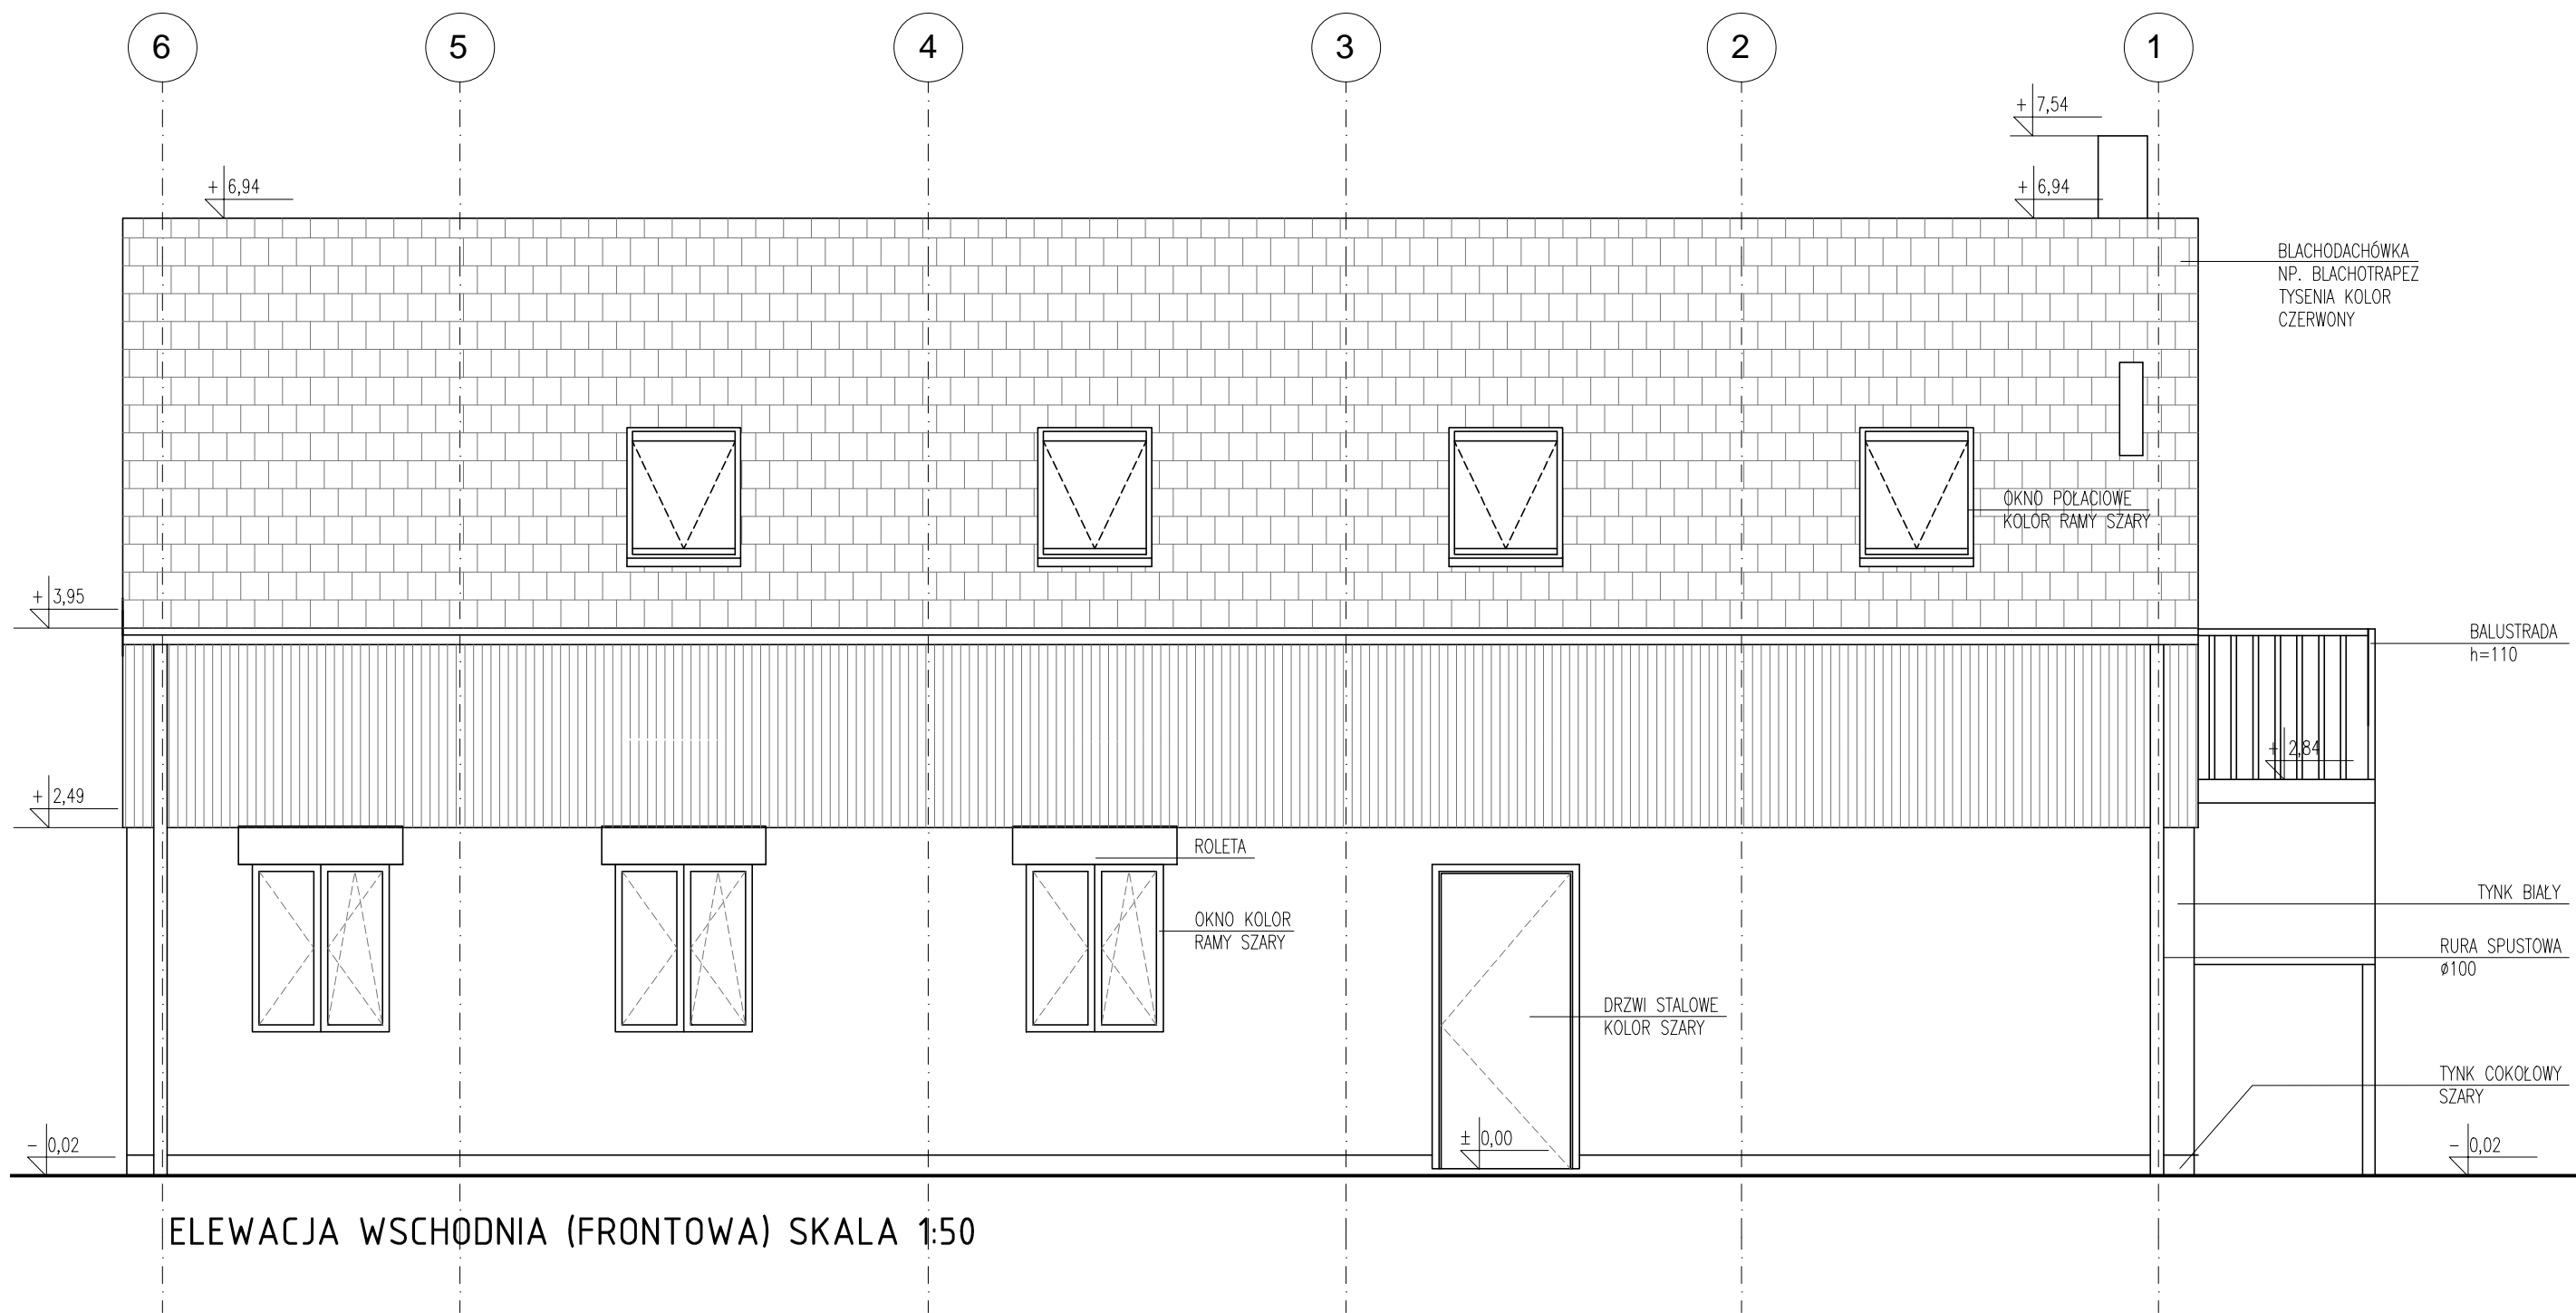 6 5 4 3 2 1
+ 7,54
+ 6,94
+ 6,94
BLACHODACHÓWKA
NP. BLACHOTRAPEZ
TYSENIA KOLOR
CZERWONY
OKNO POŁACIOWE
KOLOR RAMY SZARY
+ 3,95
BALUSTRADA
h=110
+ 2,84
+ 2,49
ROLETA
TYNK BIAŁY
OKNO KOLOR
RAMY SZARY
RURA SPUSTOWA
ø100
DRZWI STALOWE
KOLOR SZARY
TYNK COKOŁOWY
SZARY
± 0,00
- 0,02
- 0,02
ELEWACJA WSCHODNIA (FRONTOWA) SKALA 1:50